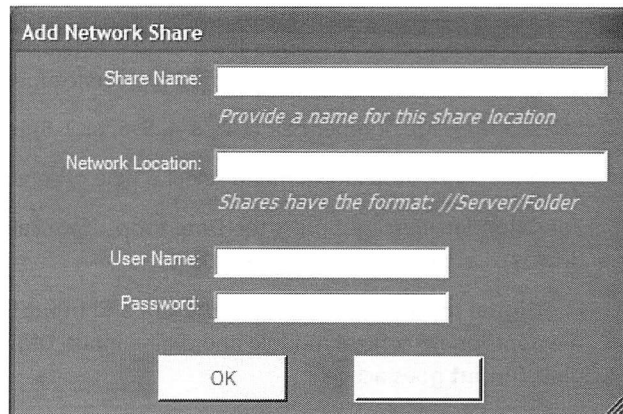 Add Network Share
Share Name:
Provide a name for this share location
Network Location:
Shares have the format: //Server/Folder
User Name:
Password:
OK